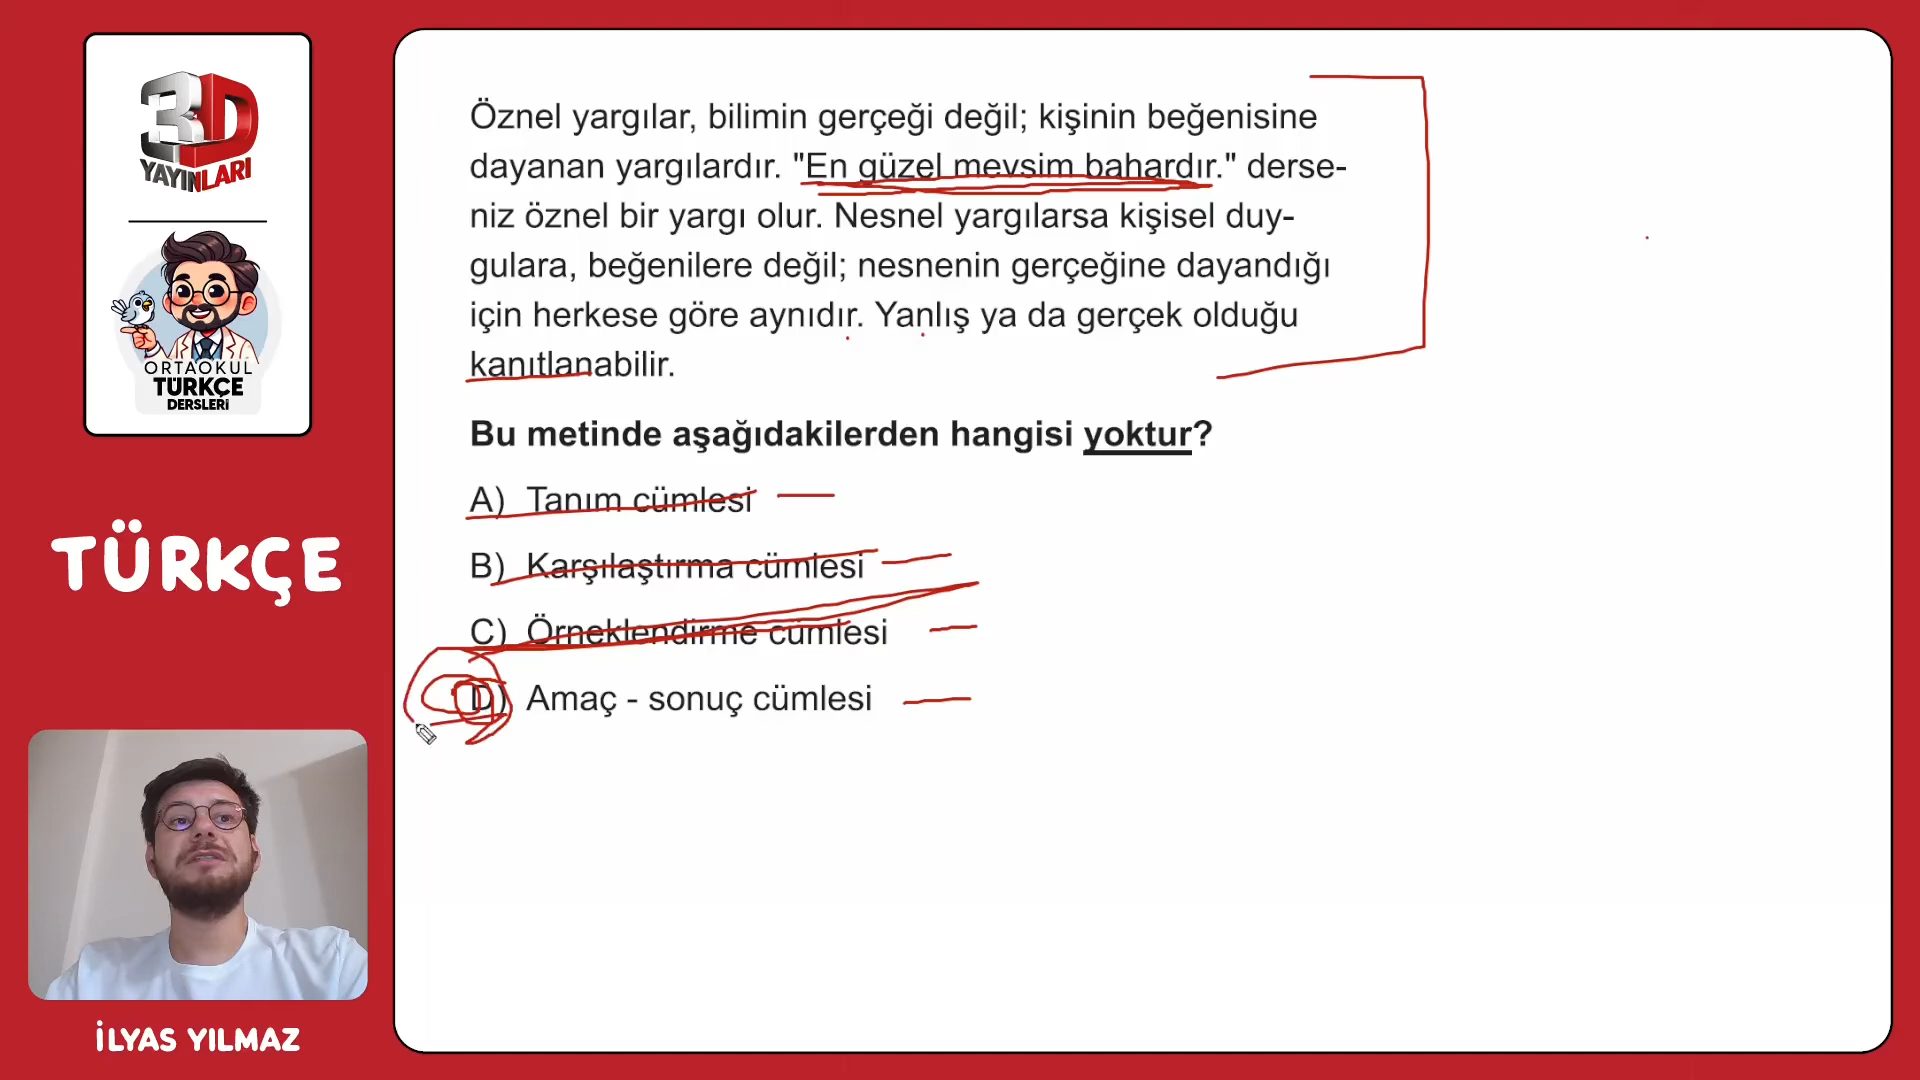 3D
YAYINLARI
ORTAOKUL
TÜRKÇE
DERSLERİ
TÜRKÇE
İLYAS YILMAZ
Öznel yargılar, bilimin gerçeği değil; kişinin beğenisine
dayanan yargılardır. "En güzel mevsim bahardır." derse-
niz öznel bir yargı olur. Nesnel yargılarsa kişisel duy-
gulara, beğenilere değil; nesnenin gerçeğine dayandığı
için herkese göre aynıdır. Yanlış ya da gerçek olduğu
kanıtlanabilir.
Bu metinde aşağıdakilerden hangisi yoktur?
A) Tanım cümlesi
B) Karşılaştırma cümlesi
C) Örneklendirme cümlesi
D) Amaç - sonuç cümlesi